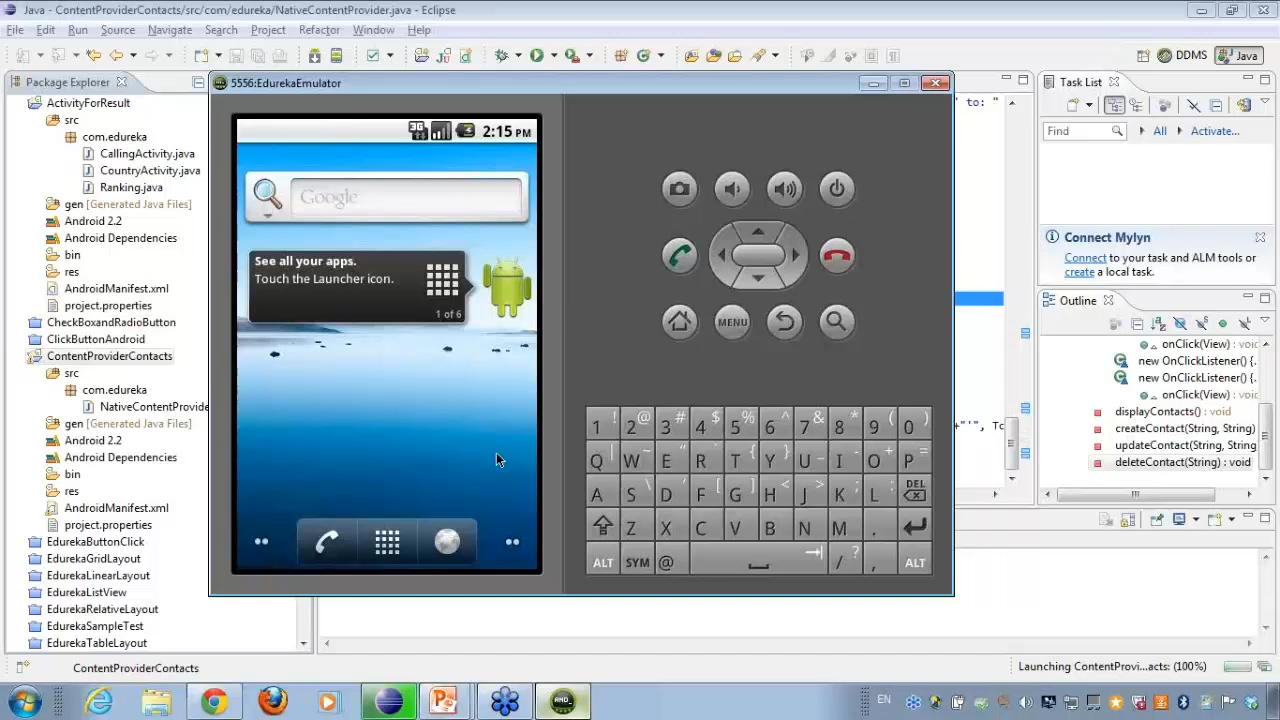 Java - ContentProviderContacts/src/com/edureka/NativeContentProvider.java - Eclipse
File Edit Run Source Navigate Search Project Refactor Window Help
DDMS Java
Package Explorer
5556:EdurekaEmulator
Task List
ActivityForResult
src
com.edureka
CallingActivity.java
CountryActivity.java
Ranking.java
gen [Generated Java Files]
Android 2.2
Android Dependencies
bin
res
AndroidManifest.xml
project.properties
CheckBoxandRadioButton
ClickButtonAndroid
ContentProviderContacts
src
com.edureka
NativeContentProvide
gen [Generated Java Files]
Android 2.2
Android Dependencies
bin
res
AndroidManifest.xml
project.properties
EdurekaButtonClick
EdurekaGridLayout
EdurekaLinearLayout
EdurekaListView
EdurekaRelativeLayout
EdurekaSampleTest
EdurekaTableLayout
3G 2:15 PM
Google
See all your apps.
Touch the Launcher icon.
1 of 6
MENU
1 ! 2 @ 3 # 4 $ 5 % 6 ^ 7 & 8 * 9 ( 0 )
Q | W ~ E " R ` T { Y } U _ I - O + P =
A S \ D ' F [ G ] H < J > K ; L : DEL
Z X C V B N M .
ALT SYM @ / ? , ALT
" to: "
+"'", Tc
Find All Activate...
Connect Mylyn
Connect to your task and ALM tools or
create a local task.
Outline
onClick(View) : voic
new OnClickListener() {.
new OnClickListener() {.
onClick(View) : voic
displayContacts() : void
createContact(String, String)
updateContact(String, String)
deleteContact(String) : void
ContentProviderContacts
Launching ContentProvi...acts: (100%)
EN
2:15 PM